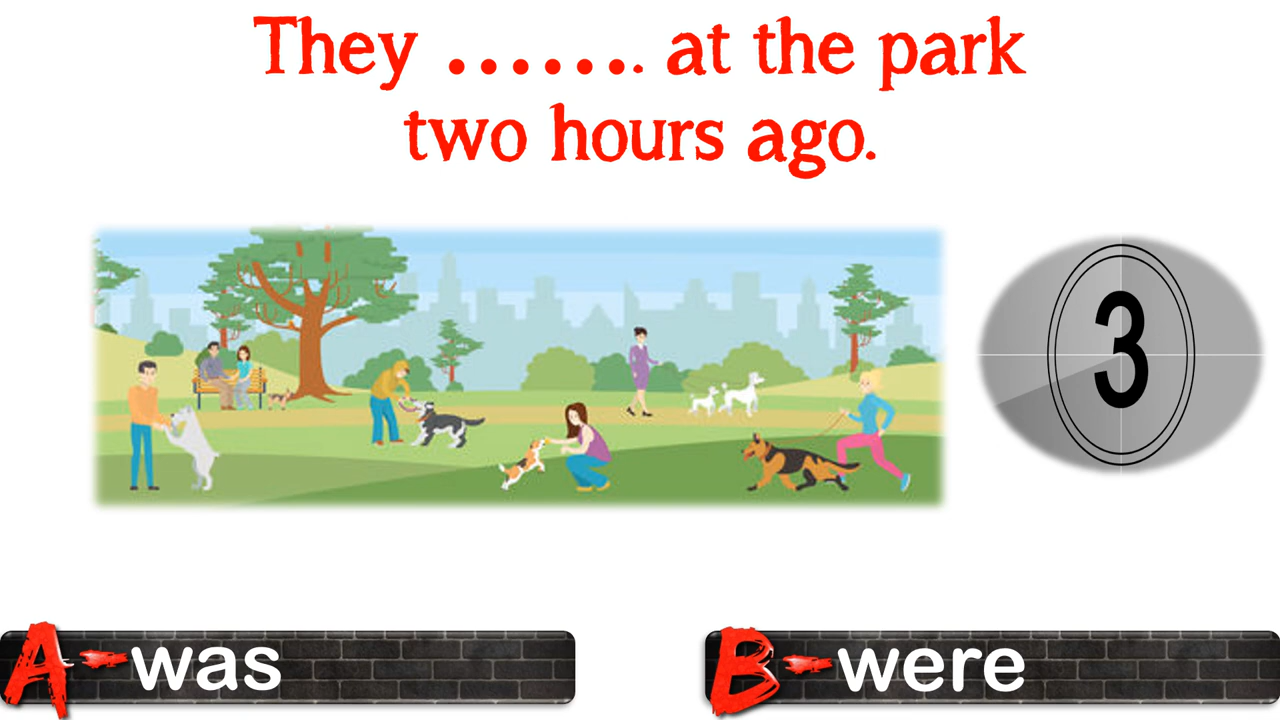 They ……. at the park
two hours ago.
3
A-was
B-were